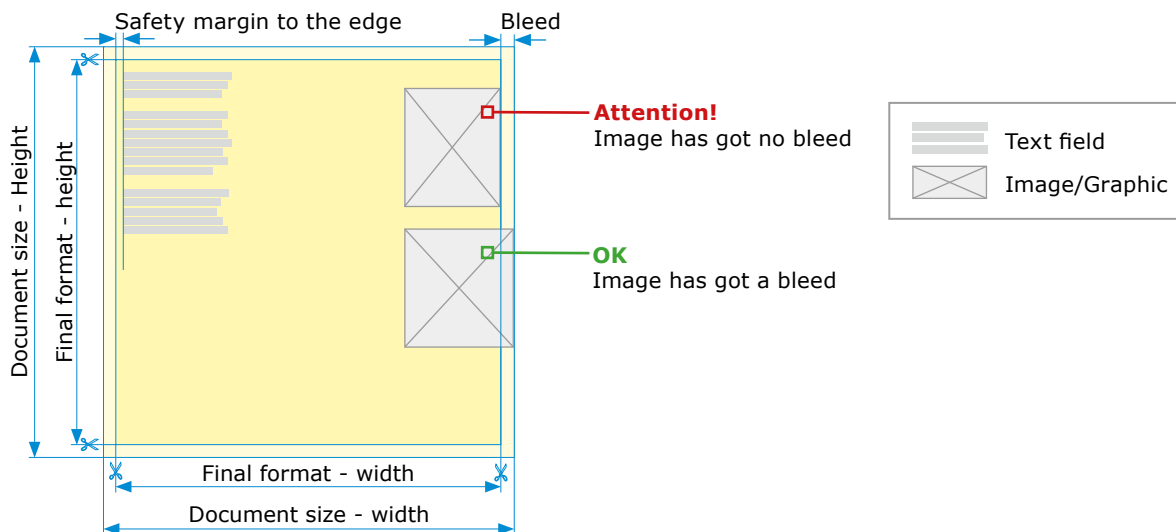 Safety margin to the edge
Bleed
Document size - Height
Final format - height
Attention!
Image has got no bleed
OK
Image has got a bleed
Text field
Image/Graphic
Final format - width
Document size - width